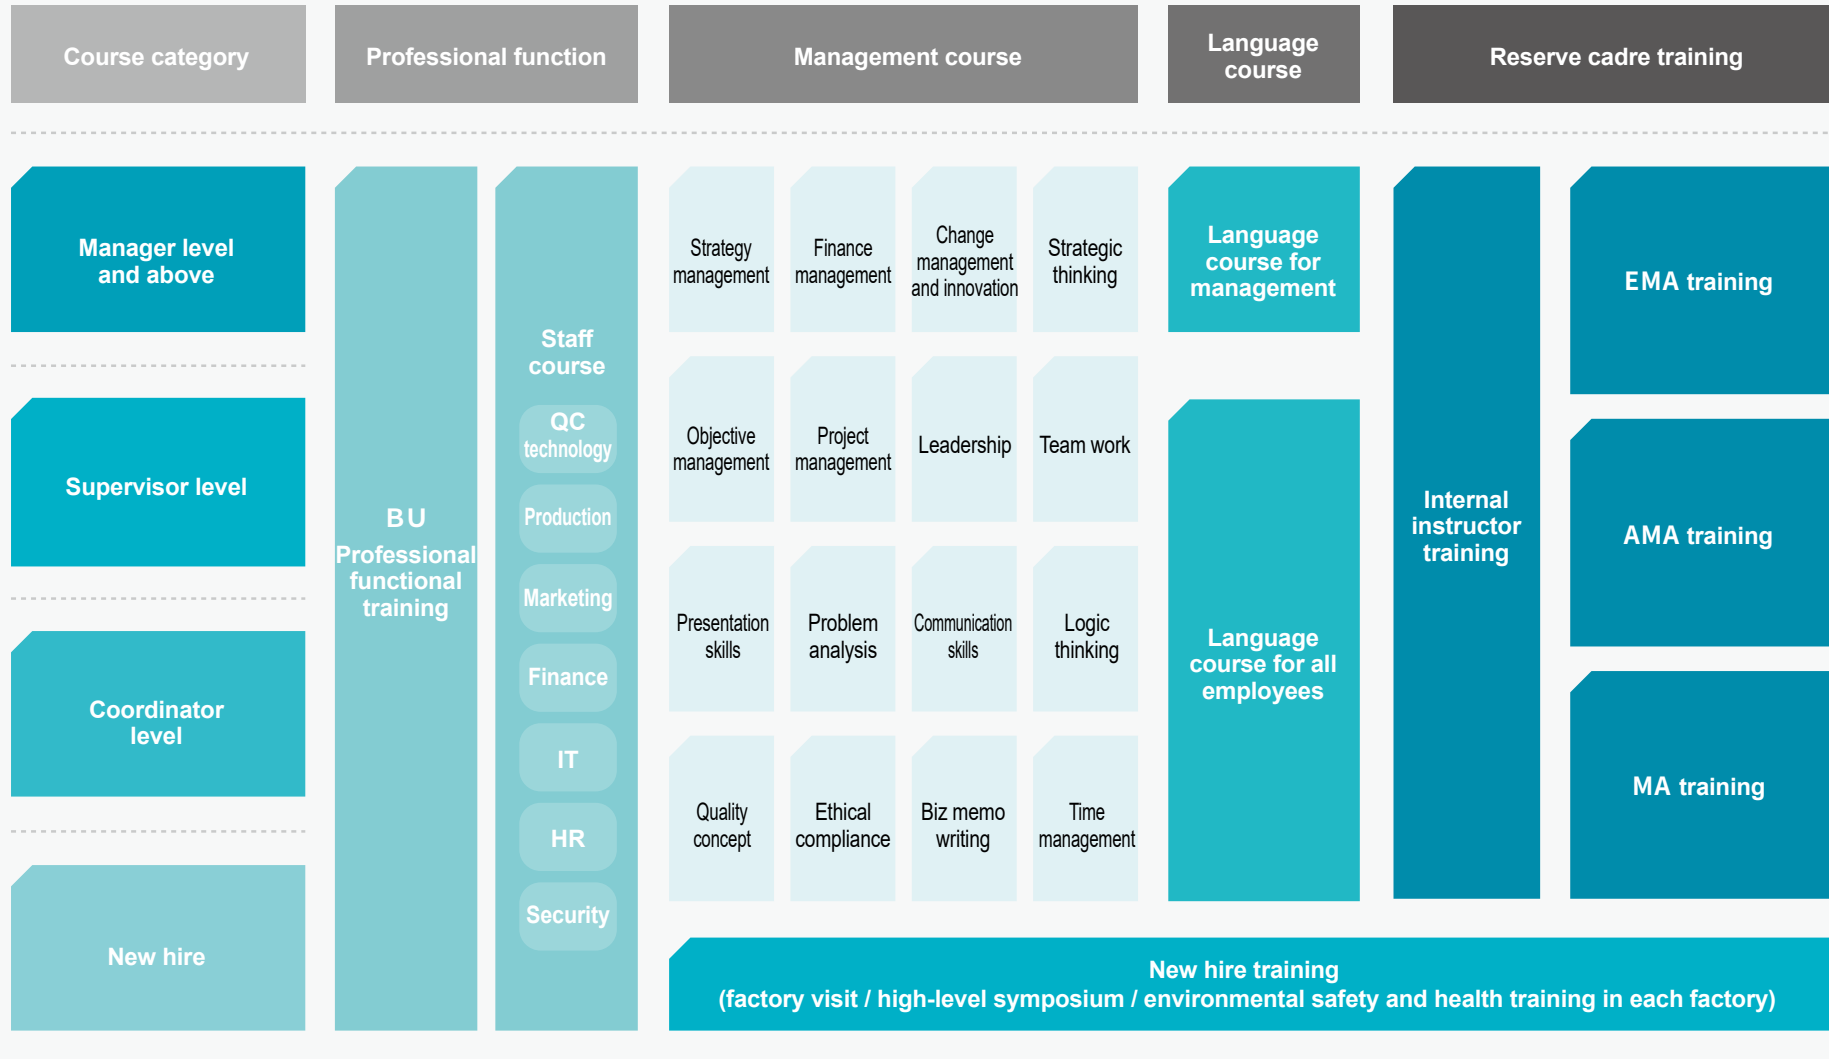 Course category
Professional function
Management course
Language
course
Reserve cadre training
Manager level
and above
Supervisor level
Coordinator
level
New hire
BU
Professional
functional
training
Staff
course
QC
technology
Production
Marketing
Finance
IT
HR
Security
Strategy
management
Finance
management
Change
management
and innovation
Strategic
thinking
Objective
management
Project
management
Leadership
Team work
Presentation
skills
Problem
analysis
Communication
skills
Logic
thinking
Quality
concept
Ethical
compliance
Biz memo
writing
Time
management
Language
course for
management
Language
course for all
employees
Internal
instructor
training
EMA training
AMA training
MA training
New hire training
(factory visit / high-level symposium / environmental safety and health training in each factory)